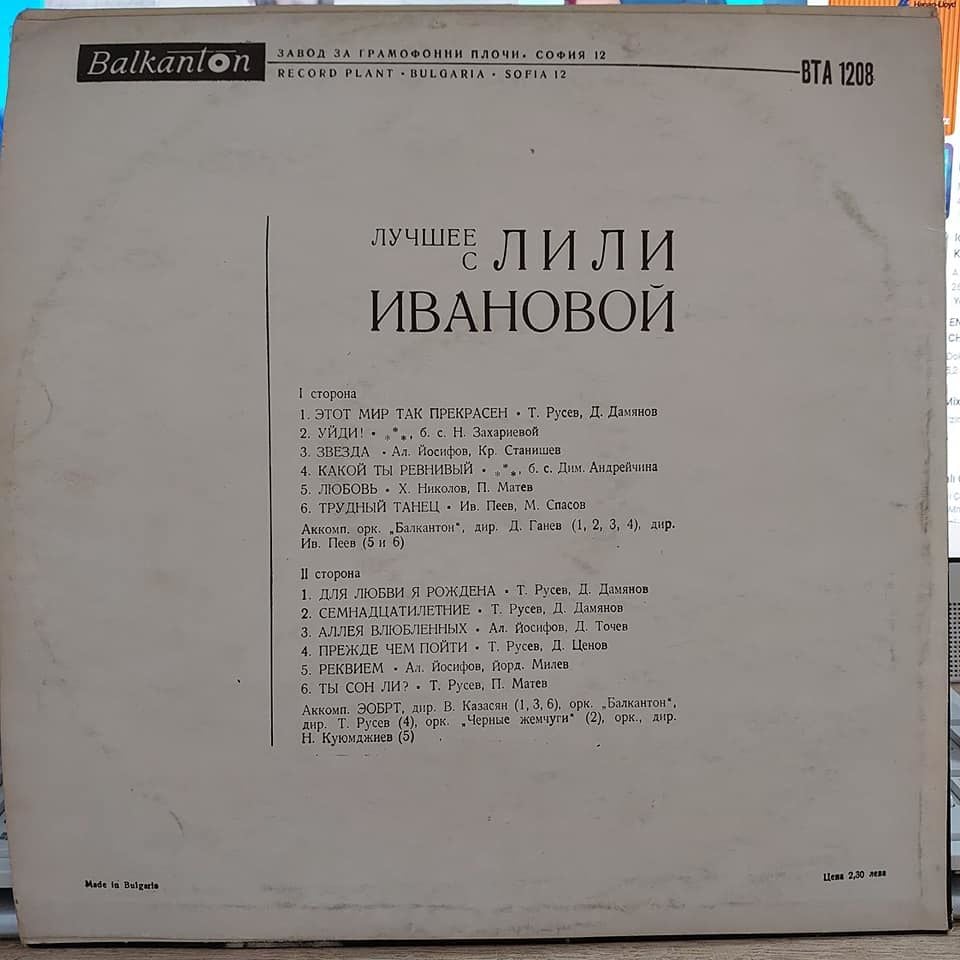 Balkanton
ЗАВОД ЗА ГРАМОФОННИ ПЛОЧИ • СОФИЯ 12
RECORD PLANT • BULGARIA • SOFIA 12
ВТА 1208
ЛУЧШЕЕ
С ЛИЛИ
ИВАНОВОЙ
I сторона
1. ЭТОТ МИР ТАК ПРЕКРАСЕН • Т. Русев, Д. Дамянов
2. УЙДИ! • ***, б. с. Н. Захариевой
3. ЗВЕЗДА • Ал. Йосифов, Кр. Станишев
4. КАКОЙ ТЫ РЕВНИВЫЙ • ***, б. с. Дим. Андрейчина
5. ЛЮБОВЬ • Х. Николов, П. Матев
6. ТРУДНЫЙ ТАНЕЦ • Ив. Пеев, М. Спасов
Аккомп. орк. „Балкантон“, дир. Д. Ганев (1, 2, 3, 4), дир.
Ив. Пеев (5 и 6)
II сторона
1. ДЛЯ ЛЮБВИ Я РОЖДЕНА • Т. Русев, Д. Дамянов
2. СЕМНАДЦАТИЛЕТНИЕ • Т. Русев, Д. Дамянов
3. АЛЛЕЯ ВЛЮБЛЕННЫХ • Ал. Йосифов, Д. Точев
4. ПРЕЖДЕ ЧЕМ ПОЙТИ • Т. Русев, Д. Ценов
5. РЕКВИЕМ • Ал. Йосифов, Йорд. Милев
6. ТЫ СОН ЛИ? • Т. Русев, П. Матев
Аккомп. ЭОБРТ, дир. В. Казасян (1, 3, 6), орк. „Балкантон“,
дир. Т. Русев (4), орк. „Черные жемчуги“ (2), орк., дир.
Н. Куюмджиев (5)
Made in Bulgaria
Цена 2,30 лева